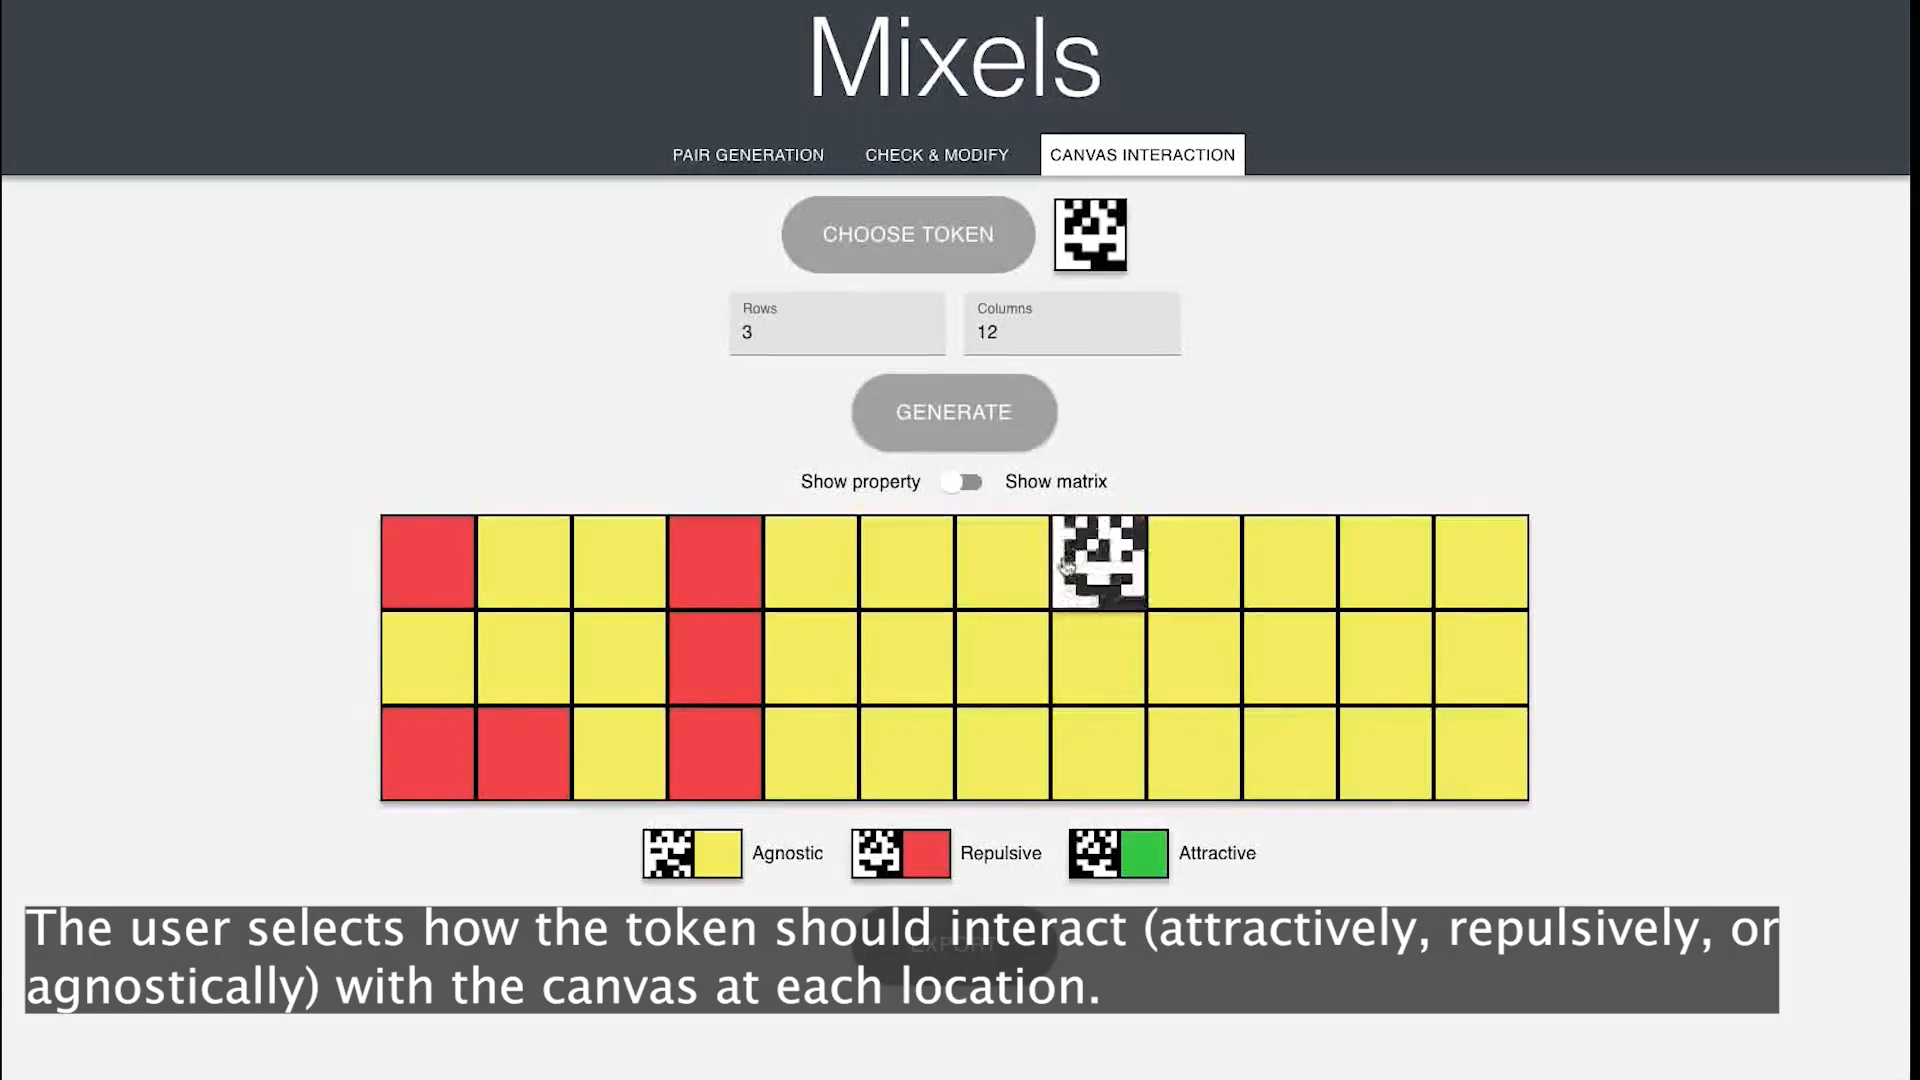 Mixels
PAIR GENERATION CHECK & MODIFY CANVAS INTERACTION
CHOOSE TOKEN
Rows Columns
3 12
GENERATE
Show property Show matrix
Agnostic Repulsive Attractive
EXPORT
The user selects how the token should interact (attractively, repulsively, or
agnostically) with the canvas at each location.